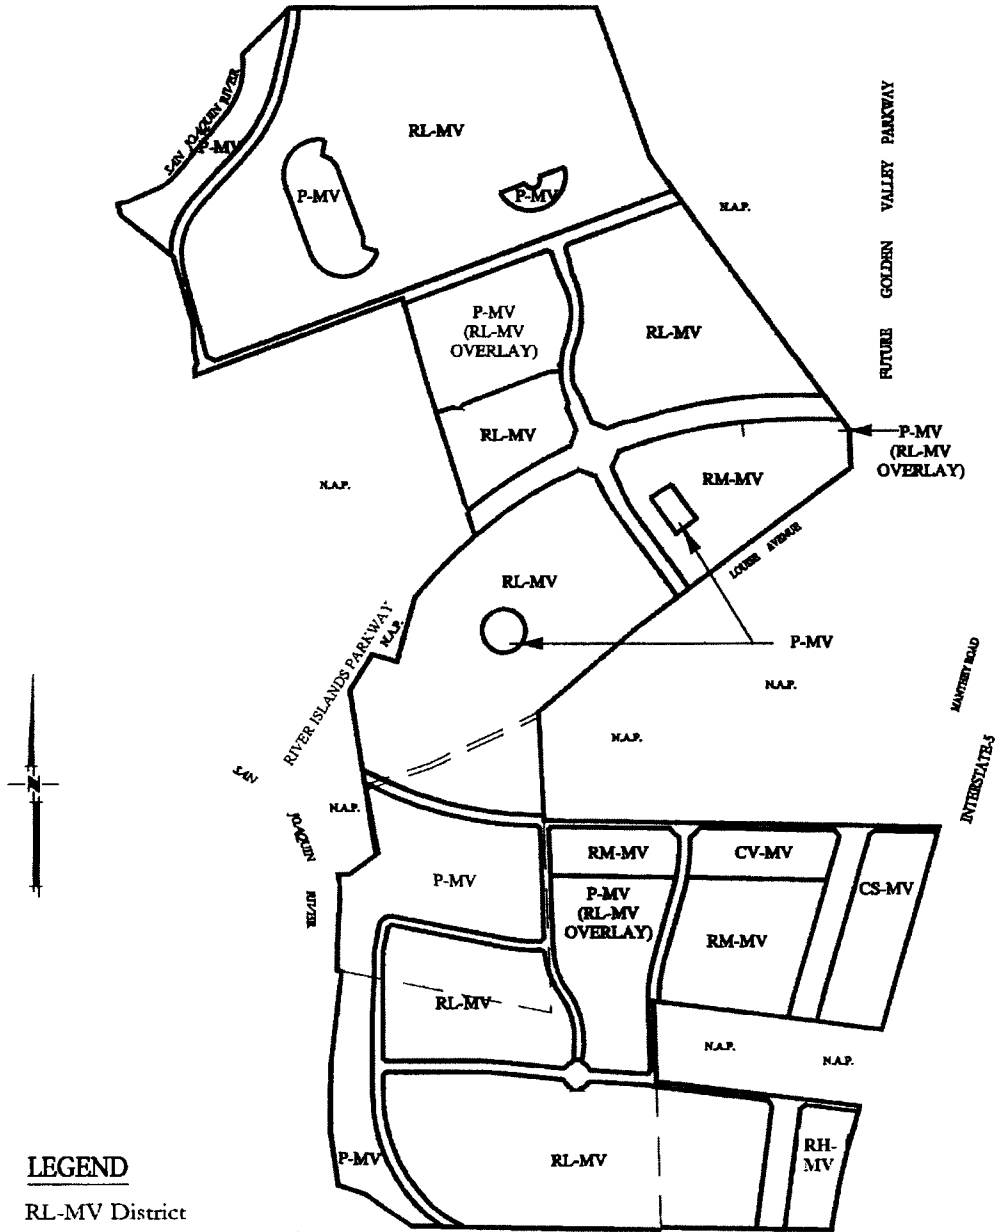 SAN JOAQUIN RIVER
P-MV
RL-MV
P-MV
P-MV
N.A.P.
FUTURE GOLDEN VALLEY PARKWAY
P-MV
(RL-MV
OVERLAY)
RL-MV
RL-MV
P-MV
(RL-MV
OVERLAY)
RM-MV
N.A.P.
LOUISE AVENUE
RL-MV
N.A.P.
RIVER ISLANDS PARKWAY
P-MV
N.A.P.
MANTHEY ROAD
N.A.P.
INTERSTATE-5
SAN JOAQUIN RIVER
N
N.A.P.
RM-MV
CV-MV
CS-MV
P-MV
P-MV
(RL-MV
OVERLAY)
RM-MV
RL-MV
N.A.P.
N.A.P.
P-MV
RL-MV
RH-
MV
LEGEND
RL-MV District